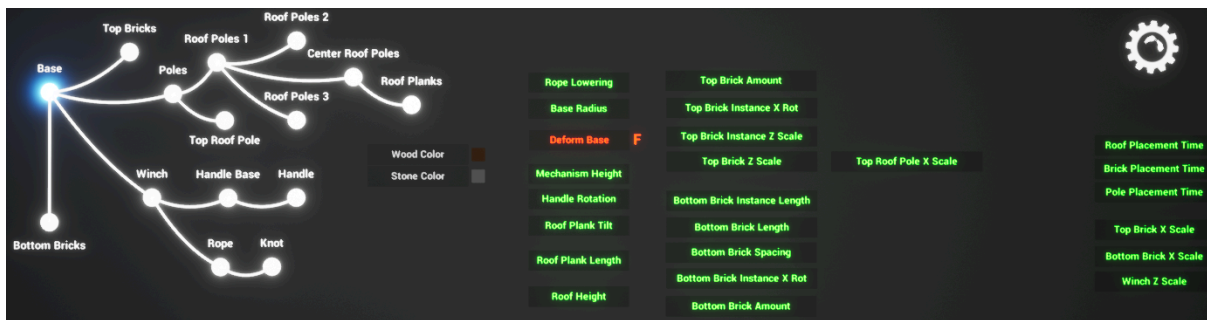 Roof Poles 2
Top Bricks
Roof Poles 1
Center Roof Poles
Base
Poles
Roof Planks
Roof Poles 3
Top Roof Pole
Winch
Handle Base
Handle
Bottom Bricks
Rope
Knot
Wood Color
Stone Color
Rope Lowering
Base Radius
Deform Base
F
Mechanism Height
Handle Rotation
Roof Plank Tilt
Roof Plank Length
Roof Height
Top Brick Amount
Top Brick Instance X Rot
Top Brick Instance Z Scale
Top Brick Z Scale
Bottom Brick Instance Length
Bottom Brick Length
Bottom Brick Spacing
Bottom Brick Instance X Rot
Bottom Brick Amount
Top Roof Pole X Scale
Roof Placement Time
Brick Placement Time
Pole Placement Time
Top Brick X Scale
Bottom Brick X Scale
Winch Z Scale